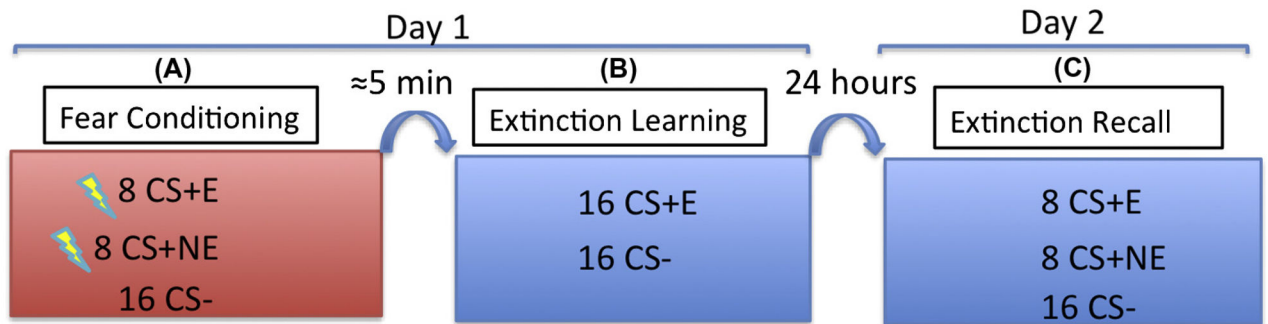 Day 1
Day 2
(A)
≈5 min
(B)
24 hours
(C)
Fear Conditioning
Extinction Learning
Extinction Recall
8 CS+E
8 CS+NE
16 CS-
16 CS+E
16 CS-
8 CS+E
8 CS+NE
16 CS-